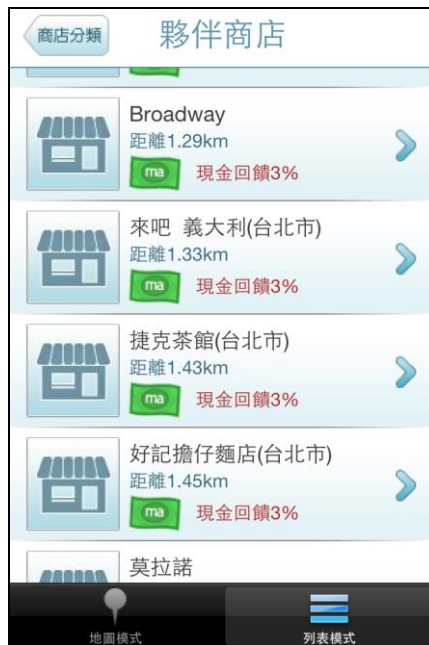 商店分類
夥伴商店
Broadway
距離1.29km
ma 現金回饋3%
來吧 義大利(台北市)
距離1.33km
ma 現金回饋3%
捷克茶館(台北市)
距離1.43km
ma 現金回饋3%
好記擔仔麵店(台北市)
距離1.45km
ma 現金回饋3%
莫拉諾
地圖模式
列表模式